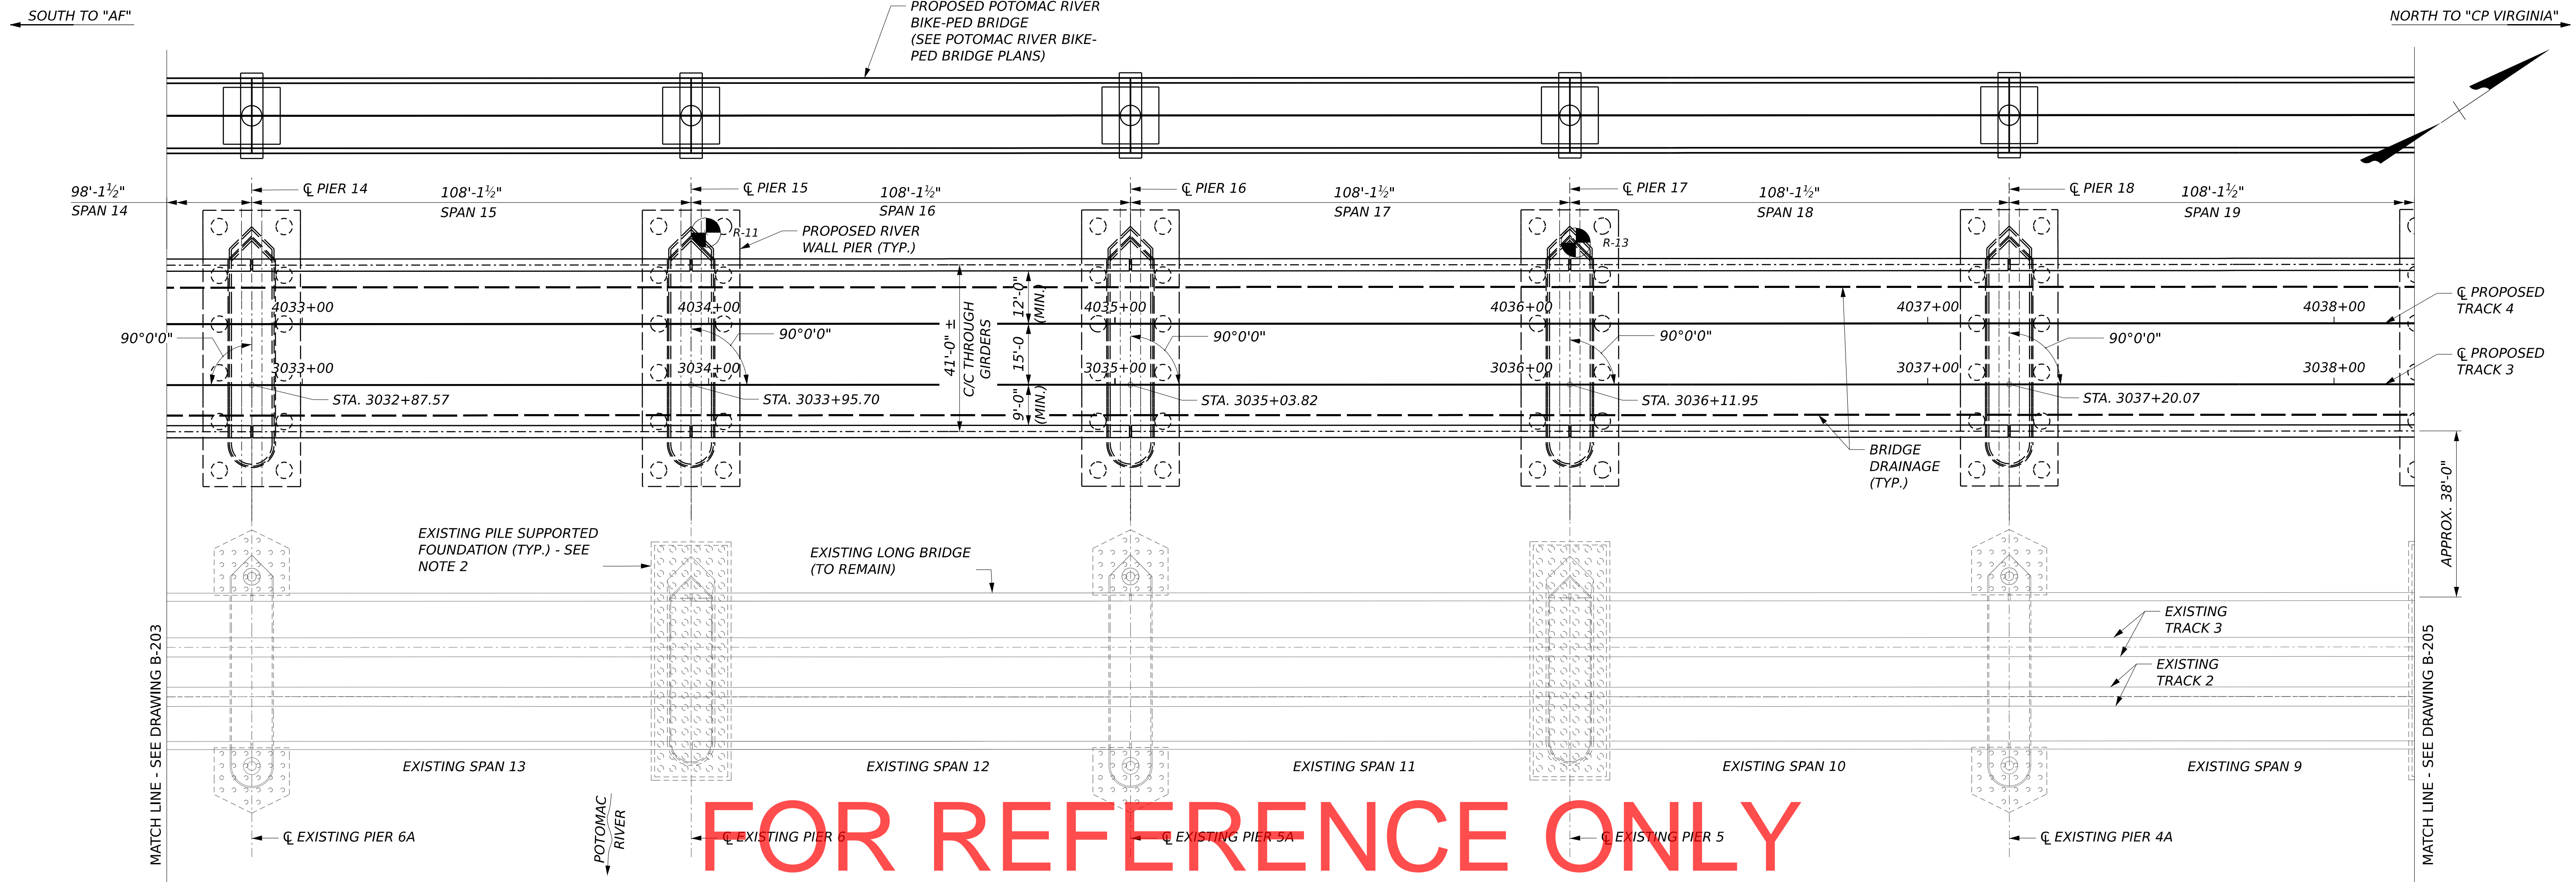 SOUTH TO "AF"
PROPOSED POTOMAC RIVER
BIKE-PED BRIDGE
(SEE POTOMAC RIVER BIKE-
PED BRIDGE PLANS)
NORTH TO "CP VIRGINIA"
98'-1½"
SPAN 14
℄ PIER 14
108'-1½"
SPAN 15
℄ PIER 15
108'-1½"
SPAN 16
℄ PIER 16
108'-1½"
SPAN 17
℄ PIER 17
108'-1½"
SPAN 18
℄ PIER 18
108'-1½"
SPAN 19
R-11
PROPOSED RIVER
WALL PIER (TYP.)
R-13
41'-0" ±
C/C THROUGH
GIRDERS
12'-0"
(MIN.)
15'-0
9'-0"
(MIN.)
4033+00
4034+00
4035+00
4036+00
4037+00
4038+00
℄ PROPOSED
TRACK 4
90°0'0"
90°0'0"
90°0'0"
90°0'0"
90°0'0"
3033+00
3034+00
3035+00
3036+00
3037+00
3038+00
℄ PROPOSED
TRACK 3
STA. 3032+87.57
STA. 3033+95.70
STA. 3035+03.82
STA. 3036+11.95
STA. 3037+20.07
BRIDGE
DRAINAGE
(TYP.)
APPROX. 38'-0"
EXISTING PILE SUPPORTED
FOUNDATION (TYP.) - SEE
NOTE 2
EXISTING LONG BRIDGE
(TO REMAIN)
EXISTING
TRACK 3
EXISTING
TRACK 2
MATCH LINE - SEE DRAWING B-203
MATCH LINE - SEE DRAWING B-205
EXISTING SPAN 13
EXISTING SPAN 12
EXISTING SPAN 11
EXISTING SPAN 10
EXISTING SPAN 9
POTOMAC
RIVER
℄ EXISTING PIER 6A
℄ EXISTING PIER 6
℄ EXISTING PIER 5A
℄ EXISTING PIER 5
℄ EXISTING PIER 4A
FOR REFERENCE ONLY